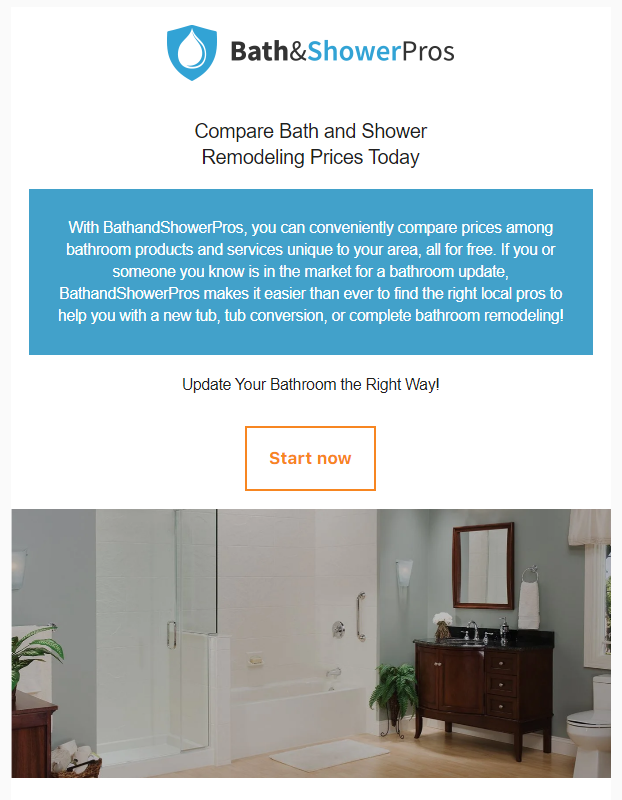 Bath&ShowerPros
Compare Bath and Shower
Remodeling Prices Today
With BathandShowerPros, you can conveniently compare prices among
bathroom products and services unique to your area, all for free. If you or
someone you know is in the market for a bathroom update,
BathandShowerPros makes it easier than ever to find the right local pros to
help you with a new tub, tub conversion, or complete bathroom remodeling!
Update Your Bathroom the Right Way!
Start now